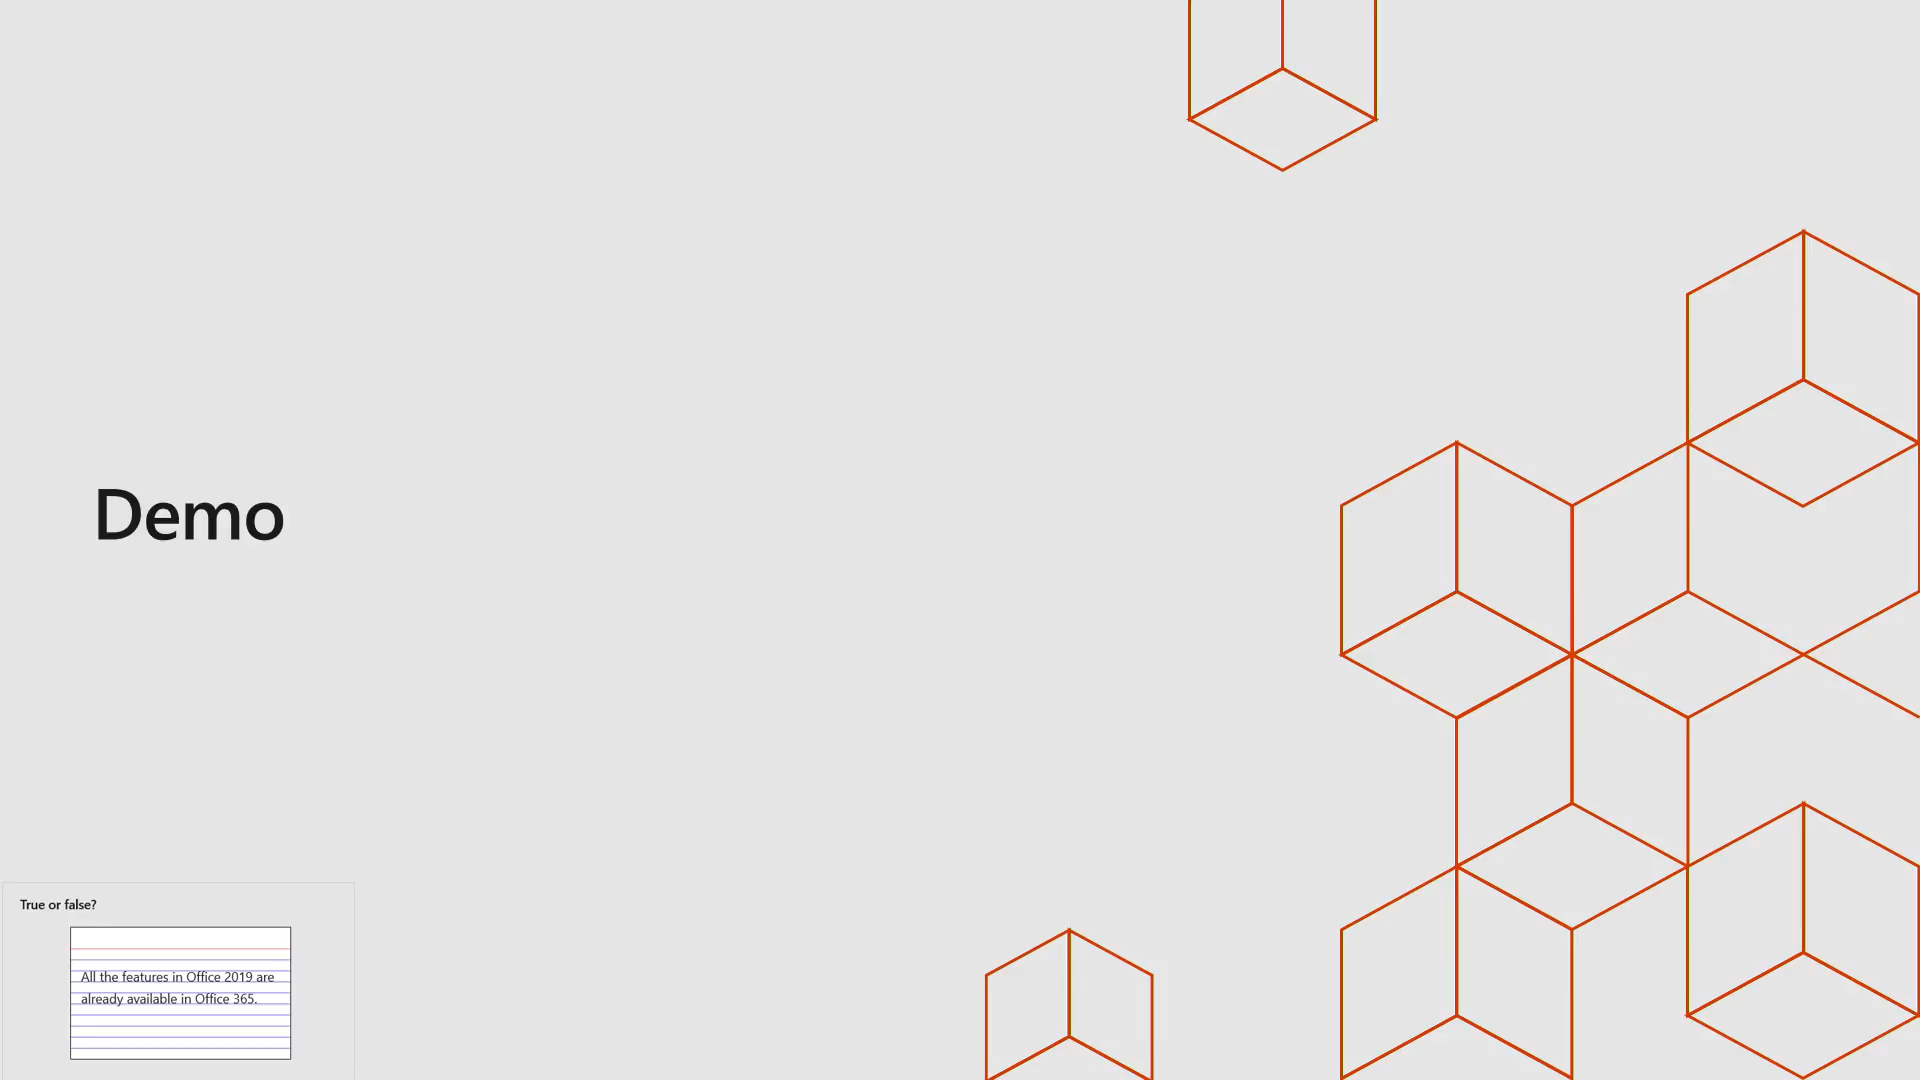 Demo
True or false?
All the features in Office 2019 are
already available in Office 365.